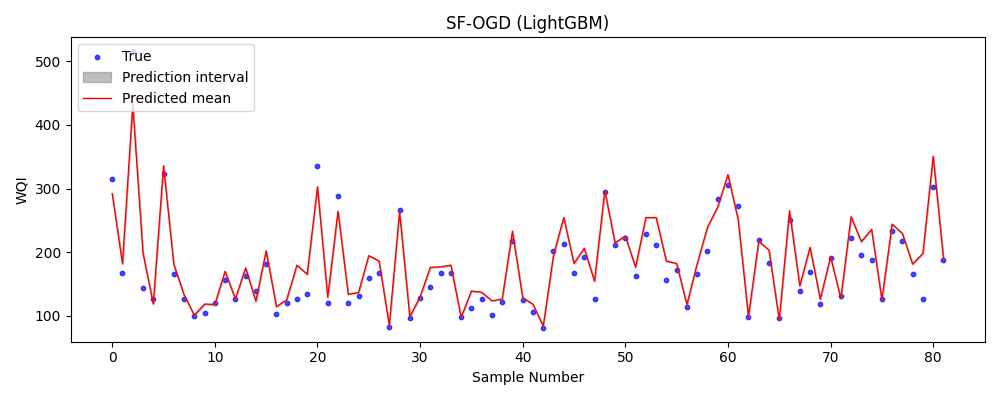 SF-OGD (LightGBM)
True
Prediction interval
Predicted mean
WQI
500
400
300
200
100
0 10 20 30 40 50 60 70 80
Sample Number